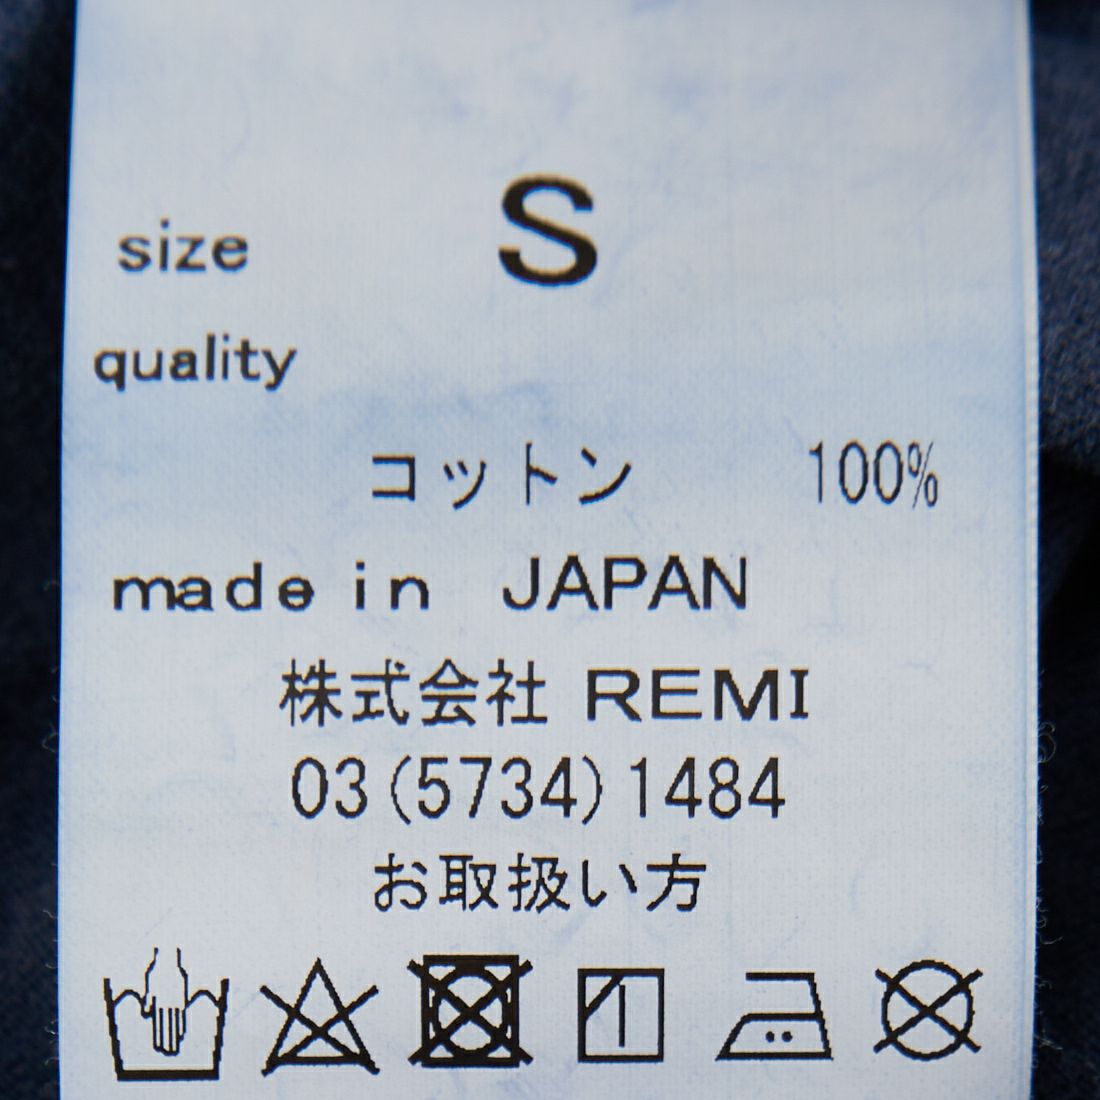 size S
quality
コットン 100%
made in JAPAN
株式会社 REMI
03(5734)1484
お取扱い方